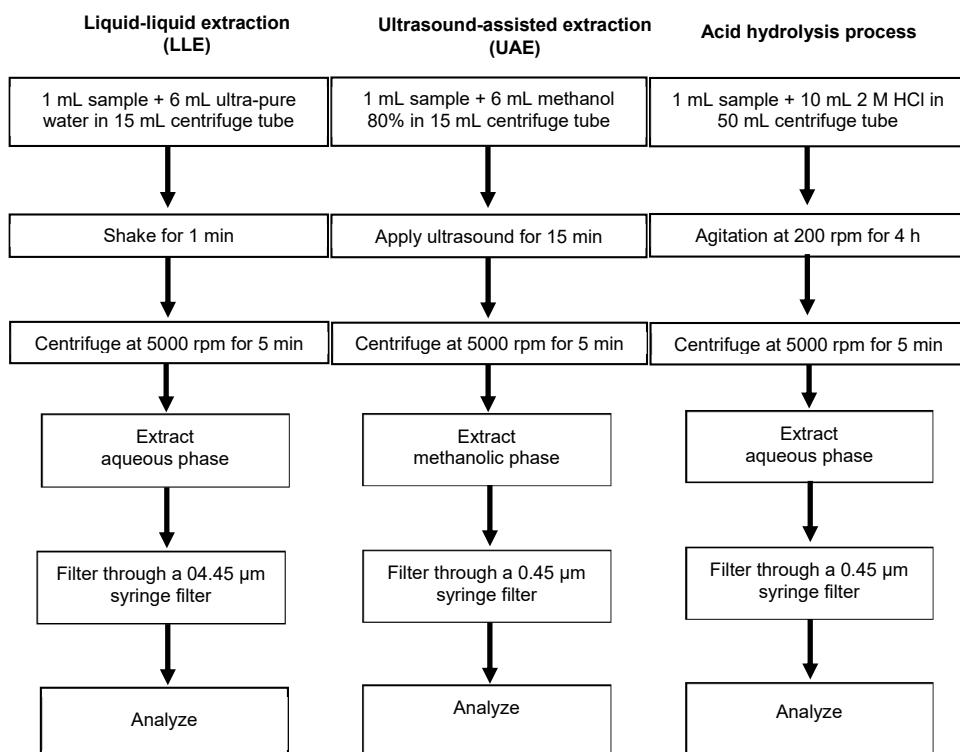 Liquid-liquid extraction
(LLE)
1 mL sample + 6 mL ultra-pure
water in 15 mL centrifuge tube
Shake for 1 min
Centrifuge at 5000 rpm for 5 min
Extract
aqueous phase
Filter through a 04.45 µm
syringe filter
Analyze
Ultrasound-assisted extraction
(UAE)
1 mL sample + 6 mL methanol
80% in 15 mL centrifuge tube
Apply ultrasound for 15 min
Centrifuge at 5000 rpm for 5 min
Extract
methanolic phase
Filter through a 0.45 µm
syringe filter
Analyze
Acid hydrolysis process
1 mL sample + 10 mL 2 M HCl in
50 mL centrifuge tube
Agitation at 200 rpm for 4 h
Centrifuge at 5000 rpm for 5 min
Extract
aqueous phase
Filter through a 0.45 µm
syringe filter
Analyze